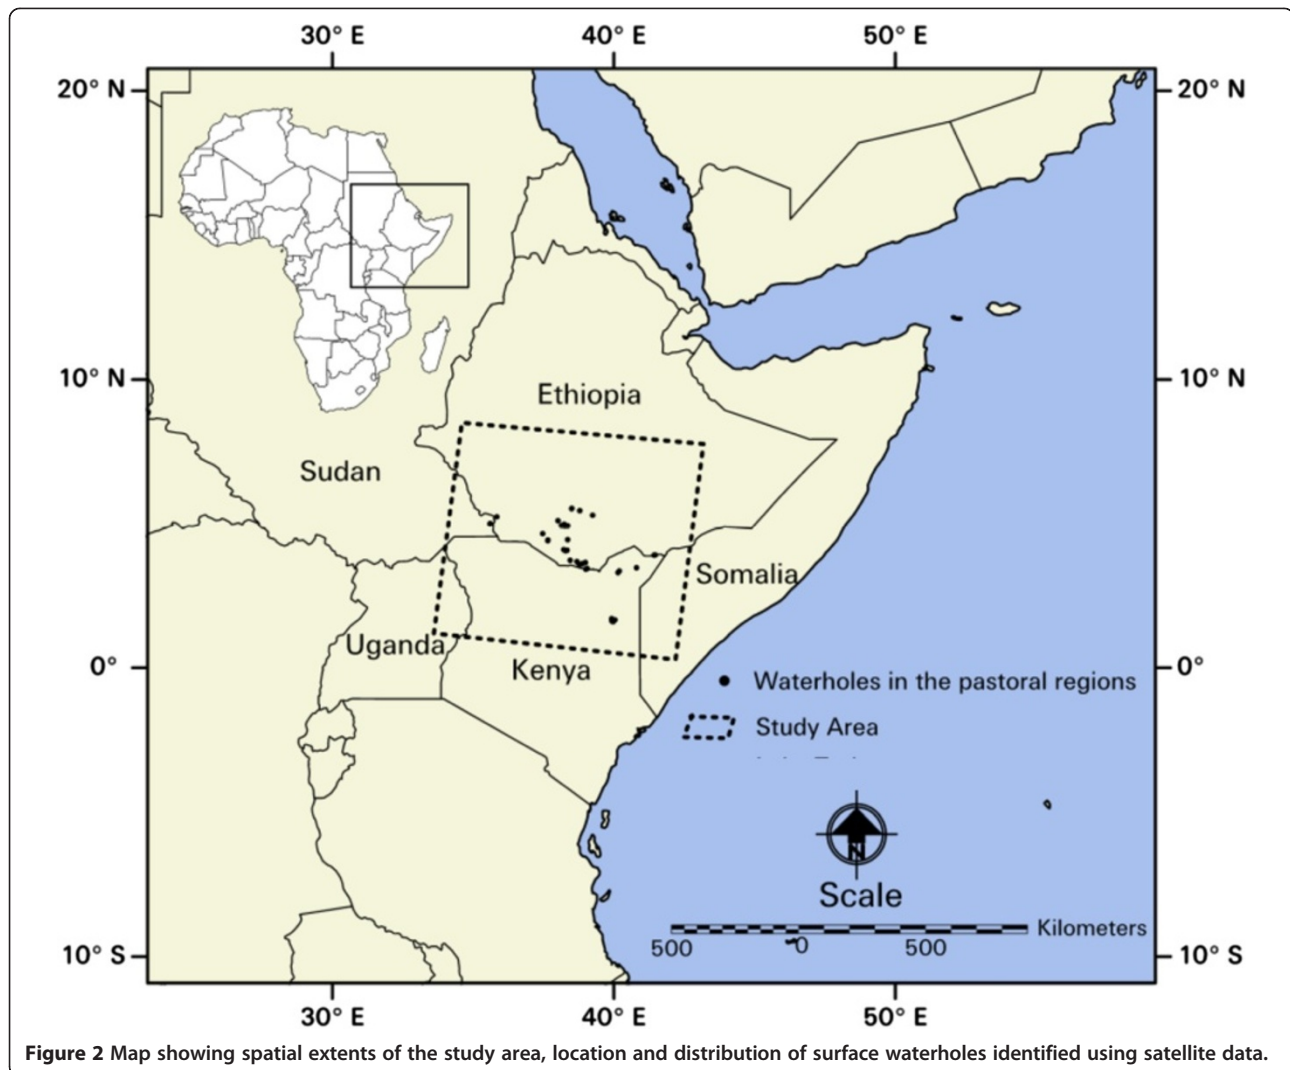 30° E 40° E 50° E
20° N 20° N
10° N 10° N
Ethiopia
Sudan
Somalia
Uganda
Kenya
0° 0°
Waterholes in the pastoral regions
Study Area
N
Scale
Kilometers
500 0 500
10° S 10° S
30° E 40° E 50° E
Figure 2 Map showing spatial extents of the study area, location and distribution of surface waterholes identified using satellite data.